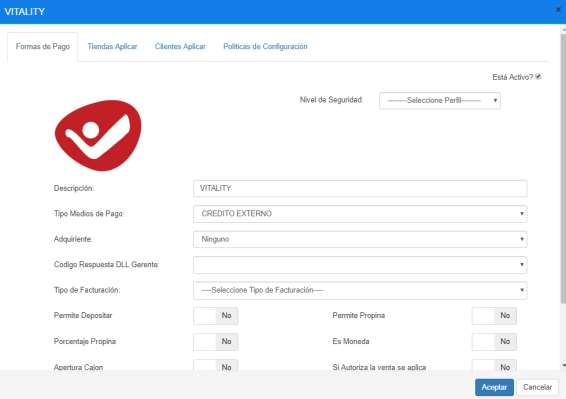 VITALITY
×
Formas de Pago Tiendas Aplicar Clientes Aplicar Políticas de Configuración
Está Activo?
Nivel de Seguridad: --------Seleccione Perfil--------
Descripción: VITALITY
Tipo Medios de Pago: CREDITO EXTERNO
Adquiriente: Ninguno
Codigo Respuesta DLL Gerente:
Tipo de Facturación: ----Seleccione Tipo de Facturación----
Permite Depositar No Permite Propina No
Porcentaje Propina No Es Moneda No
Apertura Cajon No Si Autoriza la venta se aplica No
Aceptar Cancelar